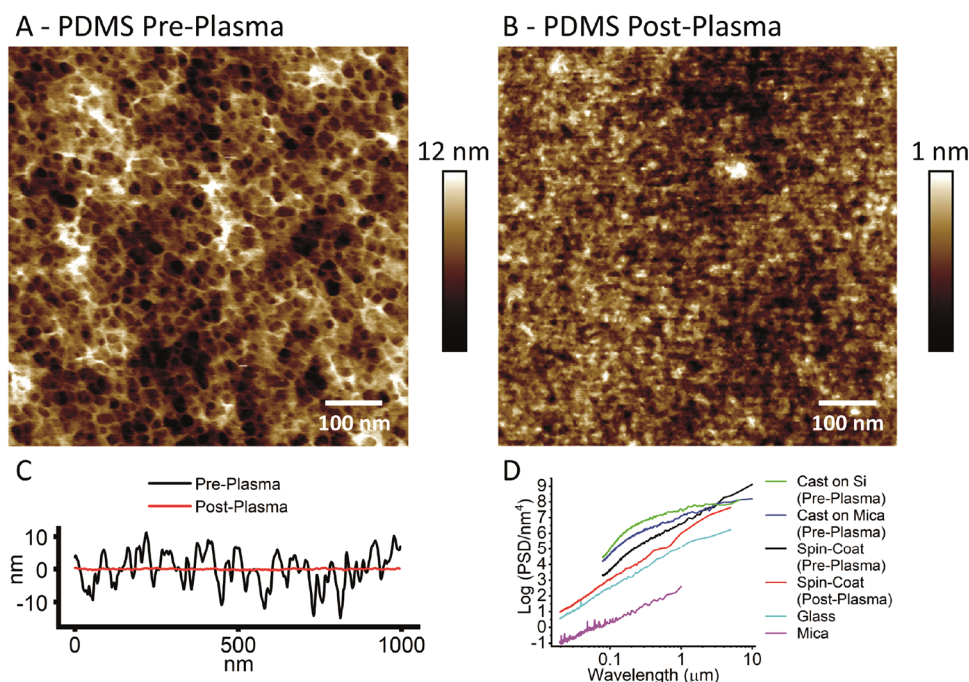 A - PDMS Pre-Plasma
B - PDMS Post-Plasma
12 nm
1 nm
100 nm
100 nm
C
Pre-Plasma
Post-Plasma
nm
10
0
-10
0
500
1000
nm
D
Log (PSD/nm⁴)
9
8
7
6
5
4
3
2
1
0
-1
0.1
1
10
Wavelength (μm)
Cast on Si
(Pre-Plasma)
Cast on Mica
(Pre-Plasma)
Spin-Coat
(Pre-Plasma)
Spin-Coat
(Post-Plasma)
Glass
Mica